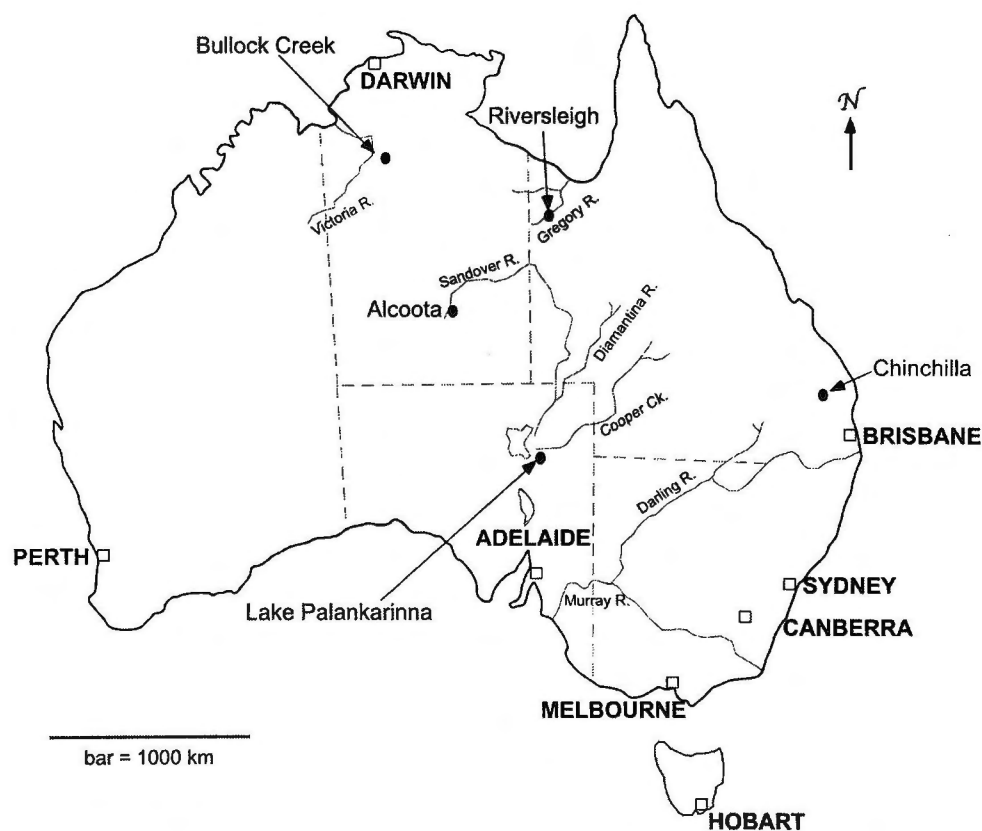 Bullock Creek
DARWIN
N
Riversleigh
Victoria R.
Gregory R.
Sandover R.
Alcoota
Diamantina R.
Chinchilla
Cooper Ck.
BRISBANE
Darling R.
ADELAIDE
PERTH
SYDNEY
Lake Palankarinna
Murray R.
CANBERRA
MELBOURNE
bar = 1000 km
HOBART